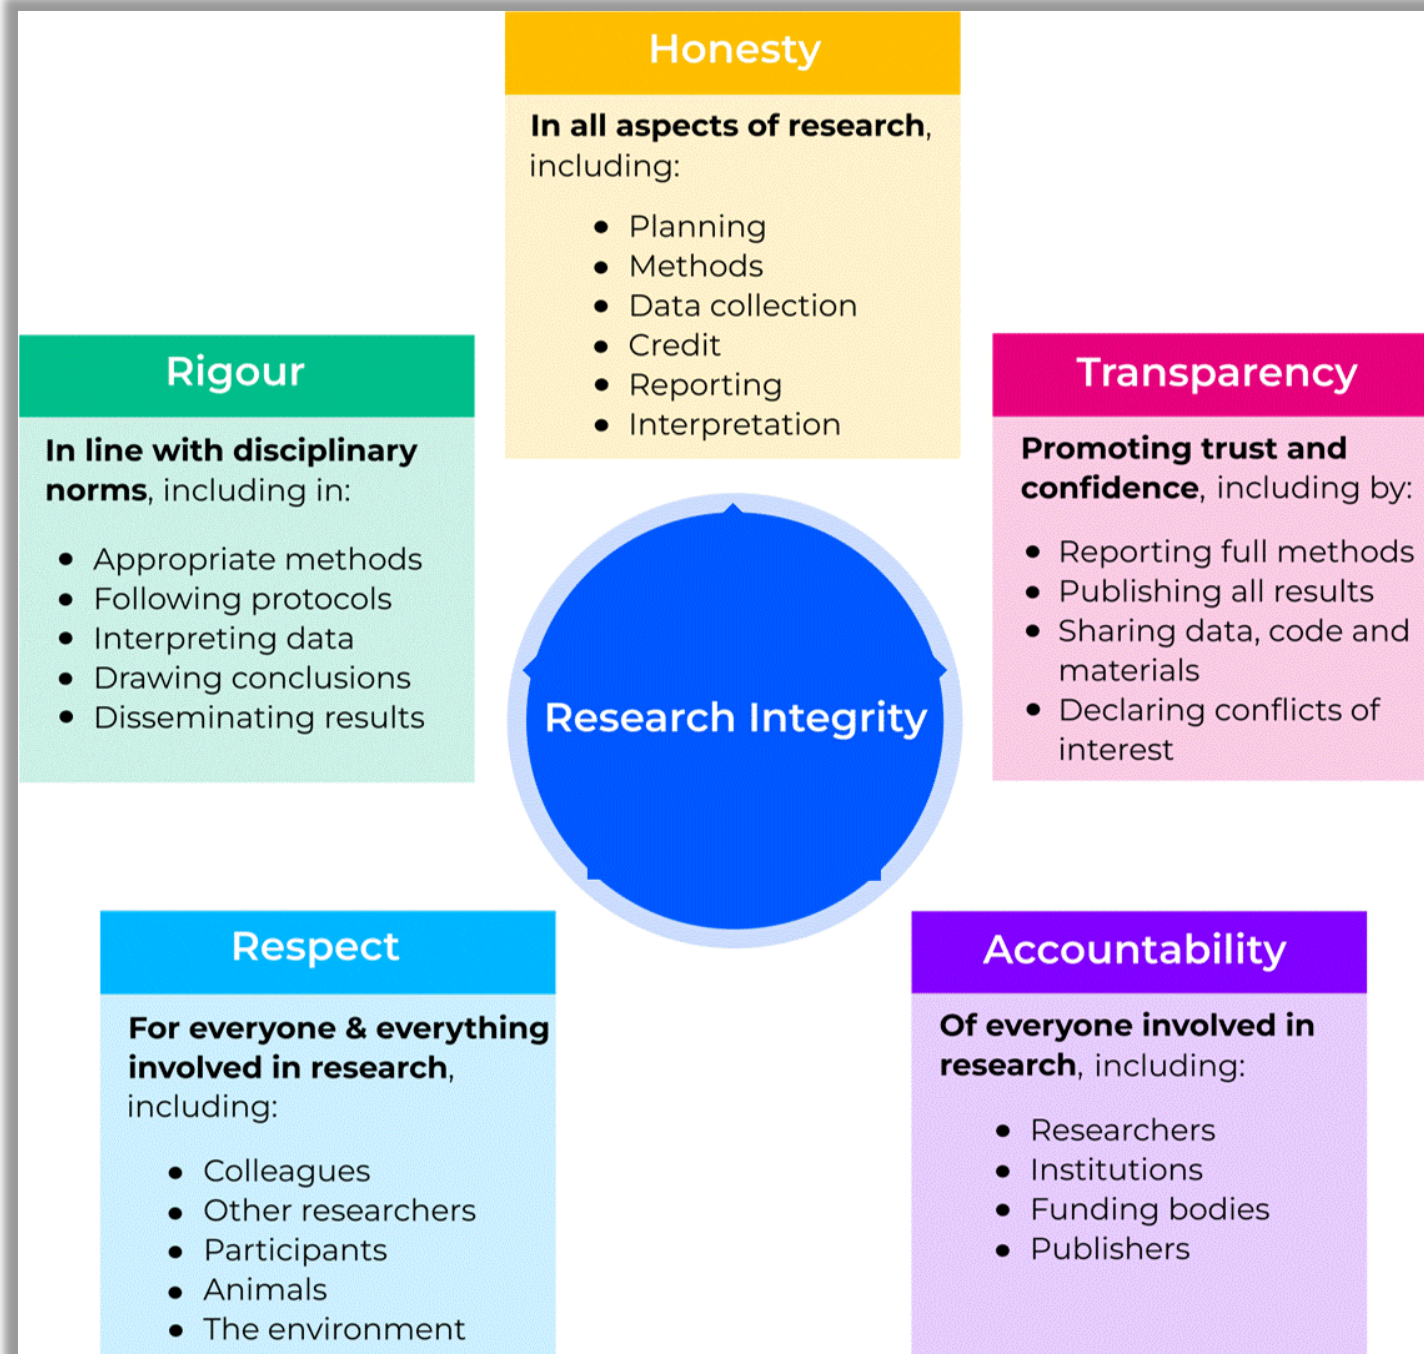 Honesty
In all aspects of research,
including:
• Planning
• Methods
• Data collection
• Credit
• Reporting
• Interpretation
Rigour
In line with disciplinary
norms, including in:
• Appropriate methods
• Following protocols
• Interpreting data
• Drawing conclusions
• Disseminating results
Transparency
Promoting trust and
confidence, including by:
• Reporting full methods
• Publishing all results
• Sharing data, code and
materials
• Declaring conflicts of
interest
Research Integrity
Respect
For everyone & everything
involved in research,
including:
• Colleagues
• Other researchers
• Participants
• Animals
• The environment
Accountability
Of everyone involved in
research, including:
• Researchers
• Institutions
• Funding bodies
• Publishers